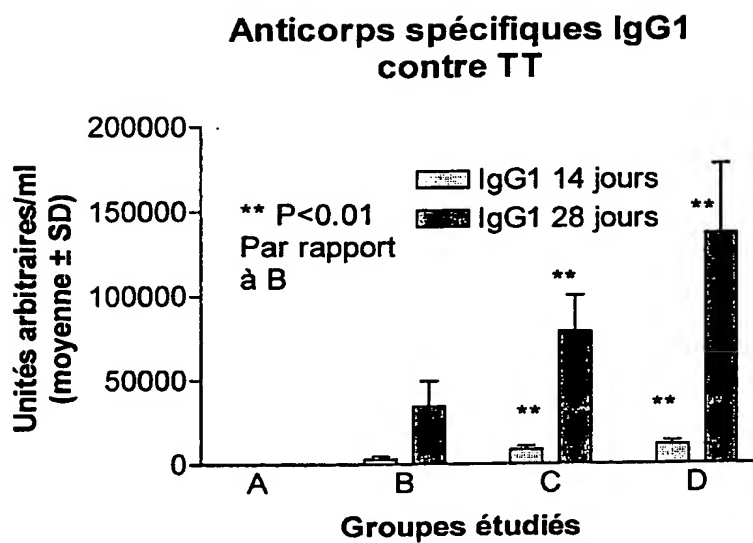 Anticorps spécifiques IgG1
contre TT
Unités arbitraires/ml
(moyenne ± SD)
200000
150000
100000
50000
0
** P<0.01
Par rapport
à B
IgG1 14 jours
IgG1 28 jours
**
**
**
**
A B C D
Groupes étudiés